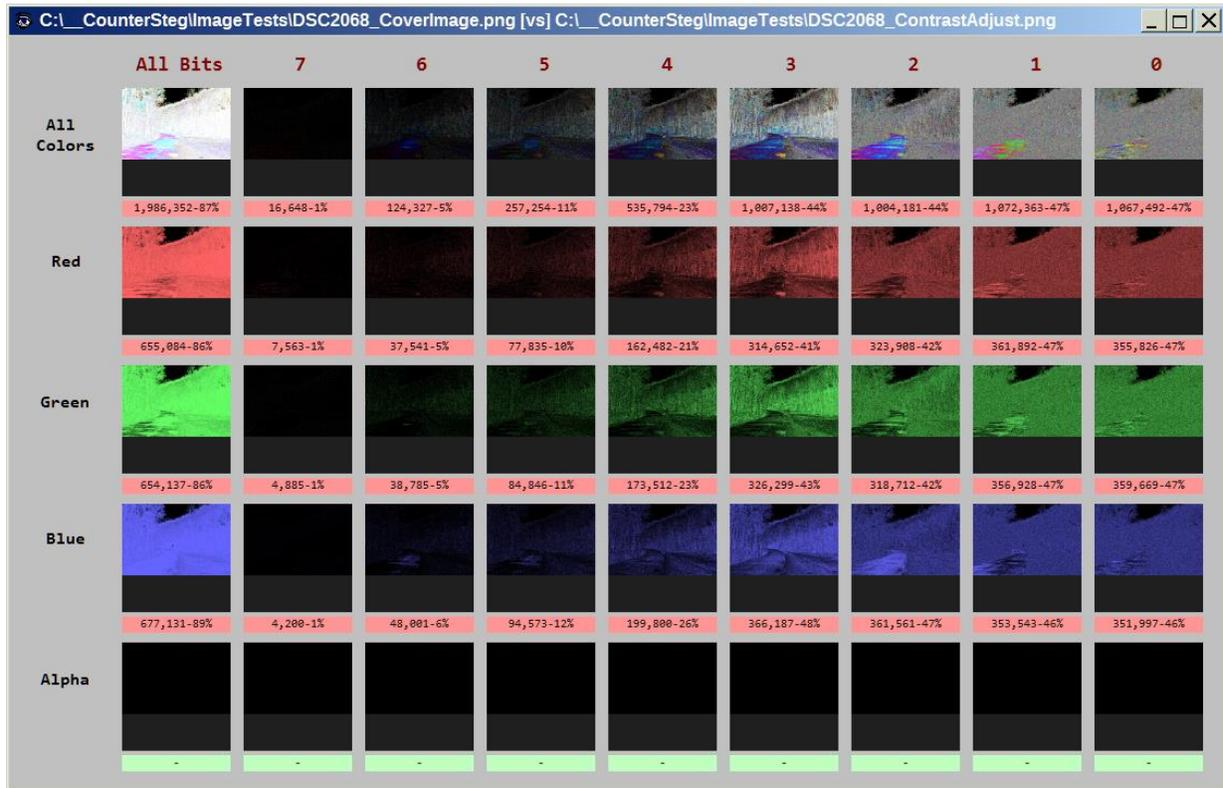 C:\__CounterSteg\ImageTests\DSC2068_CoverImage.png [vs] C:\__CounterSteg\ImageTests\DSC2068_ContrastAdjust.png
All Bits 7 6 5 4 3 2 1 0
All
Colors
1,986,352-87% 16,648-1% 124,327-5% 257,254-11% 535,794-23% 1,007,138-44% 1,004,181-44% 1,072,363-47% 1,067,492-47%
Red
655,084-86% 7,563-1% 37,541-5% 77,835-10% 162,482-21% 314,652-41% 323,908-42% 361,892-47% 355,826-47%
Green
654,137-86% 4,885-1% 38,785-5% 84,846-11% 173,512-23% 326,299-43% 318,712-42% 356,928-47% 359,669-47%
Blue
677,131-89% 4,200-1% 48,001-6% 94,573-12% 199,800-26% 366,187-48% 361,561-47% 353,543-46% 351,997-46%
Alpha
- - - - - - - - -